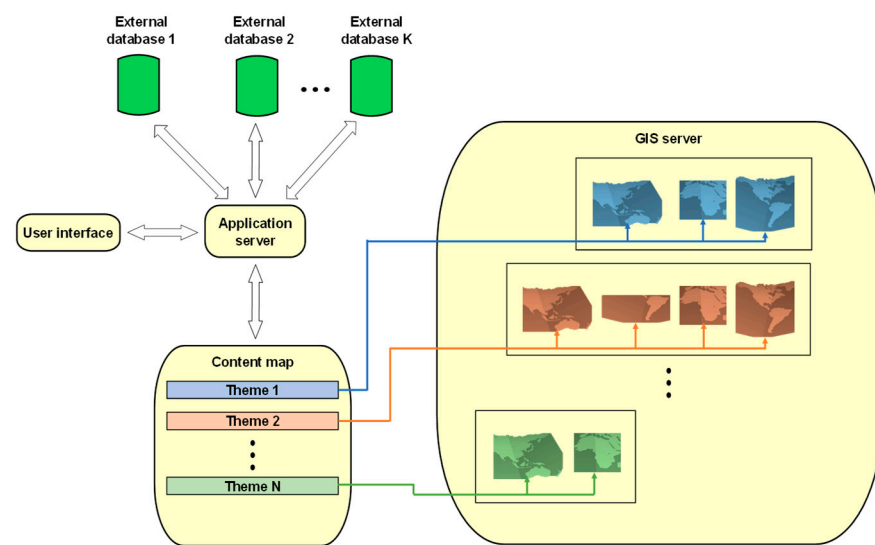 External
database 1
External
database 2
External
database K
GIS server
User interface
Application
server
Content map
Theme 1
Theme 2
Theme N